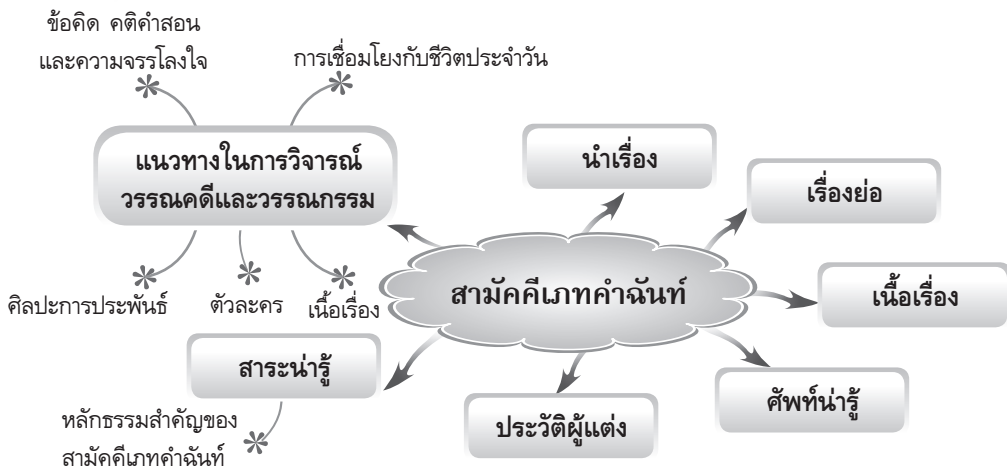 ข้อคิด คติคำสอน
และความจรรโลงใจ
การเชื่อมโยงกับชีวิตประจำวัน
แนวทางในการวิจารณ์
วรรณคดีและวรรณกรรม
ศิลปะการประพันธ์
ตัวละคร
เนื้อเรื่อง
นำเรื่อง
เรื่องย่อ
สามัคคีเภทคำฉันท์
เนื้อเรื่อง
สาระน่ารู้
หลักธรรมสำคัญของ
สามัคคีเภทคำฉันท์
ประวัติผู้แต่ง
ศัพท์น่ารู้